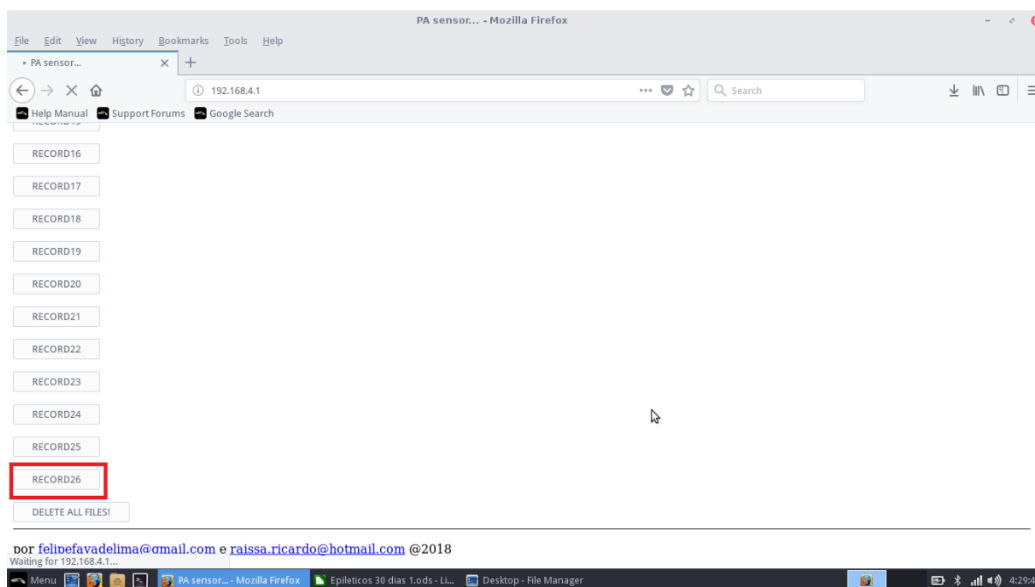 PA sensor... - Mozilla Firefox
File Edit View History Bookmarks Tools Help
• PA sensor...
192.168.4.1
Search
Help Manual Support Forums Google Search
RECORD16
RECORD17
RECORD18
RECORD19
RECORD20
RECORD21
RECORD22
RECORD23
RECORD24
RECORD25
RECORD26
DELETE ALL FILES!
por felipefavadelima@gmail.com e raissa.ricardo@hotmail.com @2018
Waiting for 192.168.4.1...
Menu PA sensor... - Mozilla Firefox Epileticos 30 dias 1.ods - Li... Desktop - File Manager